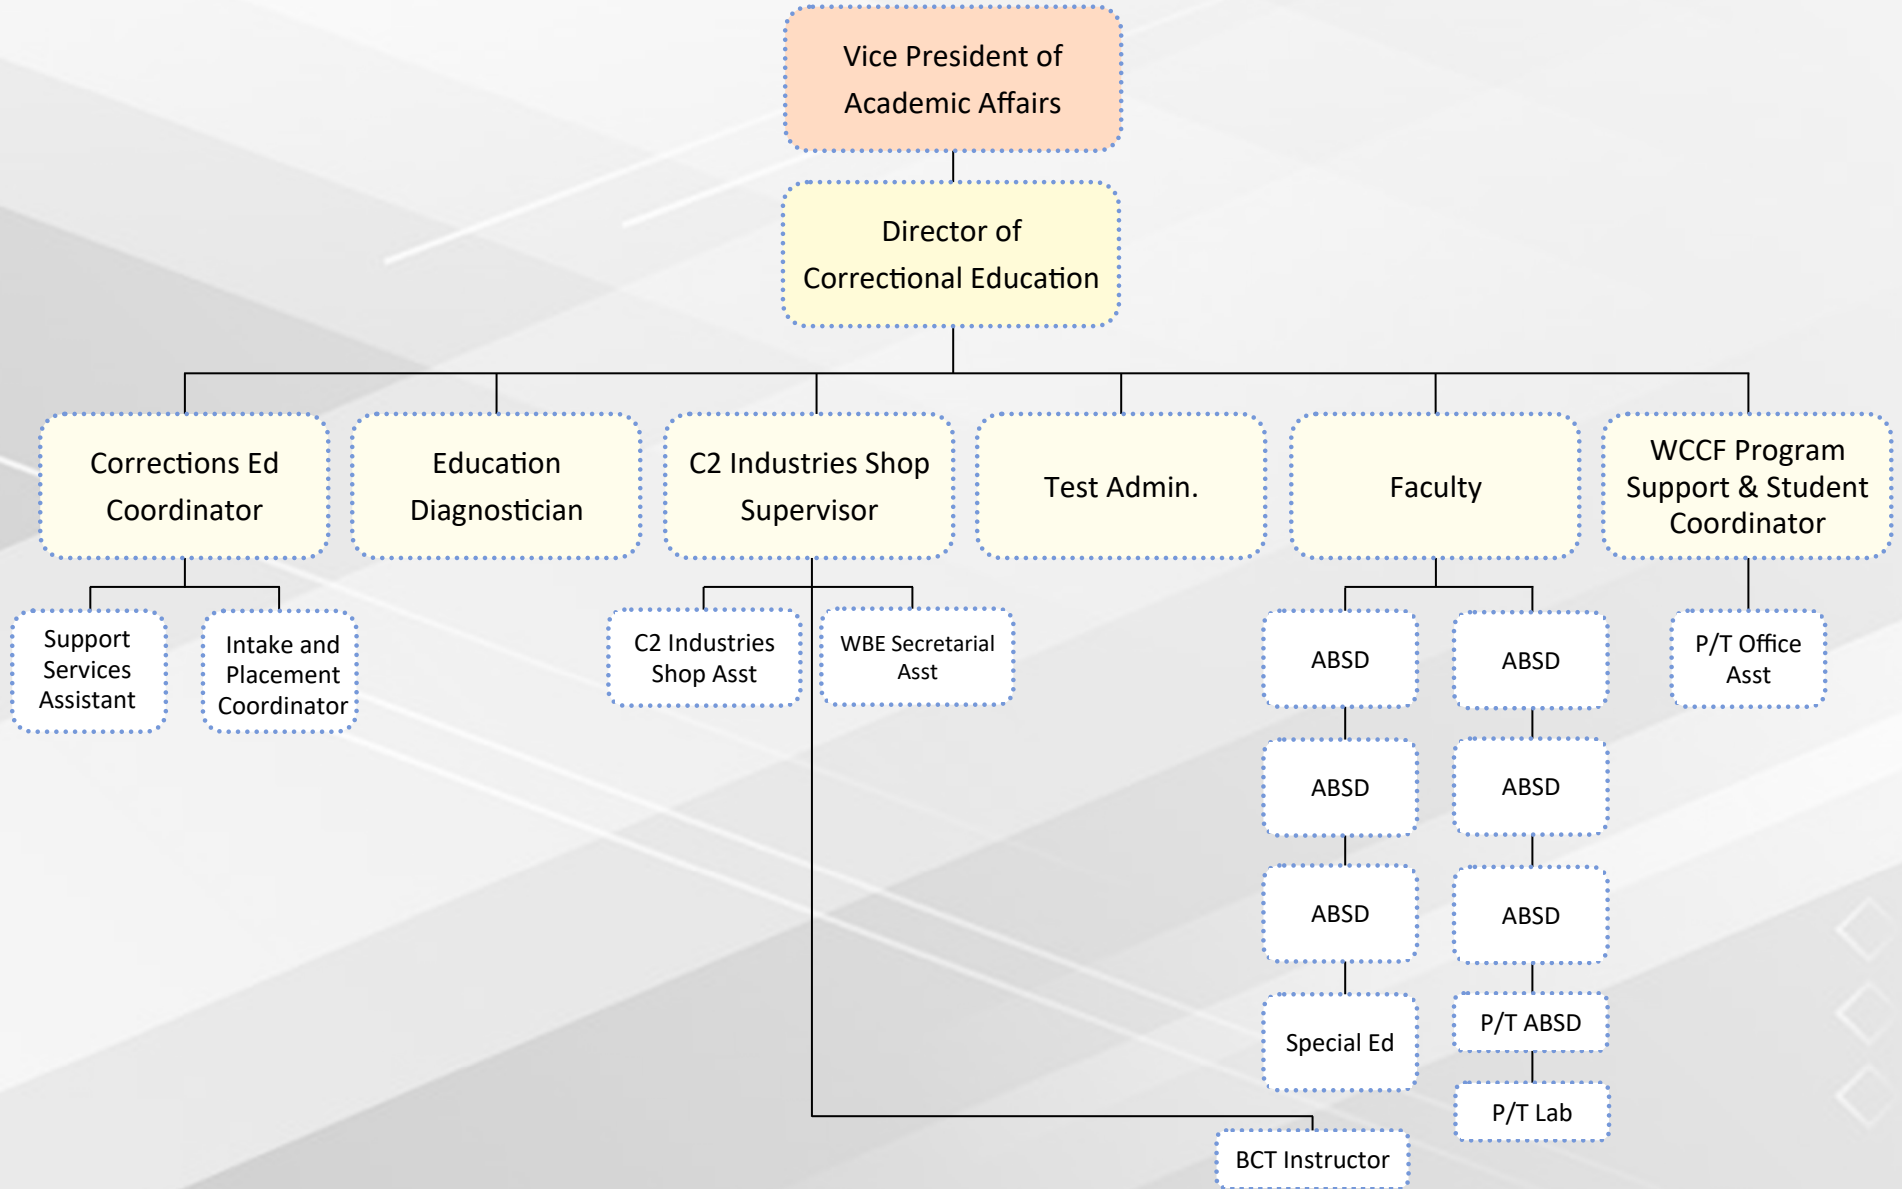 Vice President of
Academic Affairs
Director of
Correctional Education
Corrections Ed
Coordinator
Education
Diagnostician
C2 Industries Shop
Supervisor
Test Admin.
Faculty
WCCF Program
Support & Student
Coordinator
Support
Services
Assistant
Intake and
Placement
Coordinator
C2 Industries
Shop Asst
WBE Secretarial
Asst
ABSD
ABSD
P/T Office
Asst
ABSD
ABSD
ABSD
ABSD
Special Ed
P/T ABSD
P/T Lab
BCT Instructor